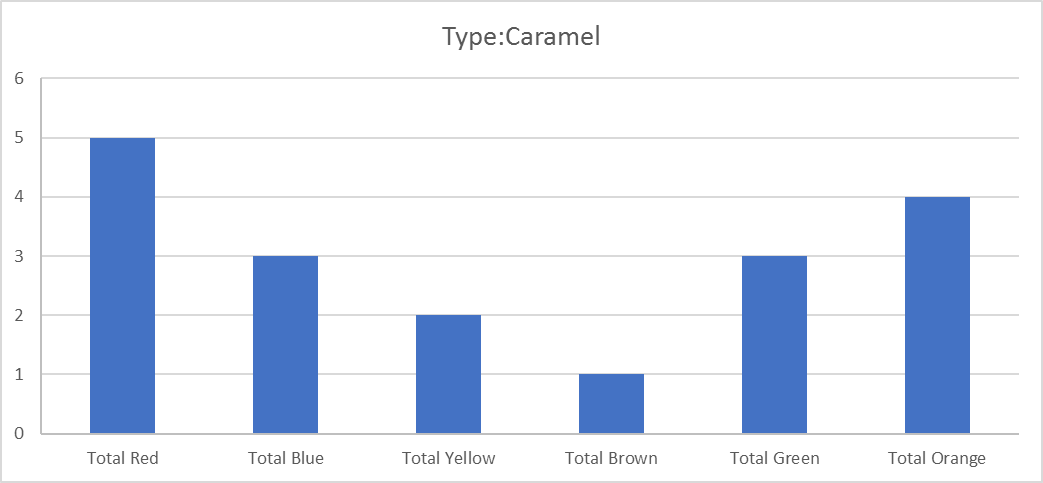 Type:Caramel
6
5
4
3
2
1
0
Total Red
Total Blue
Total Yellow
Total Brown
Total Green
Total Orange